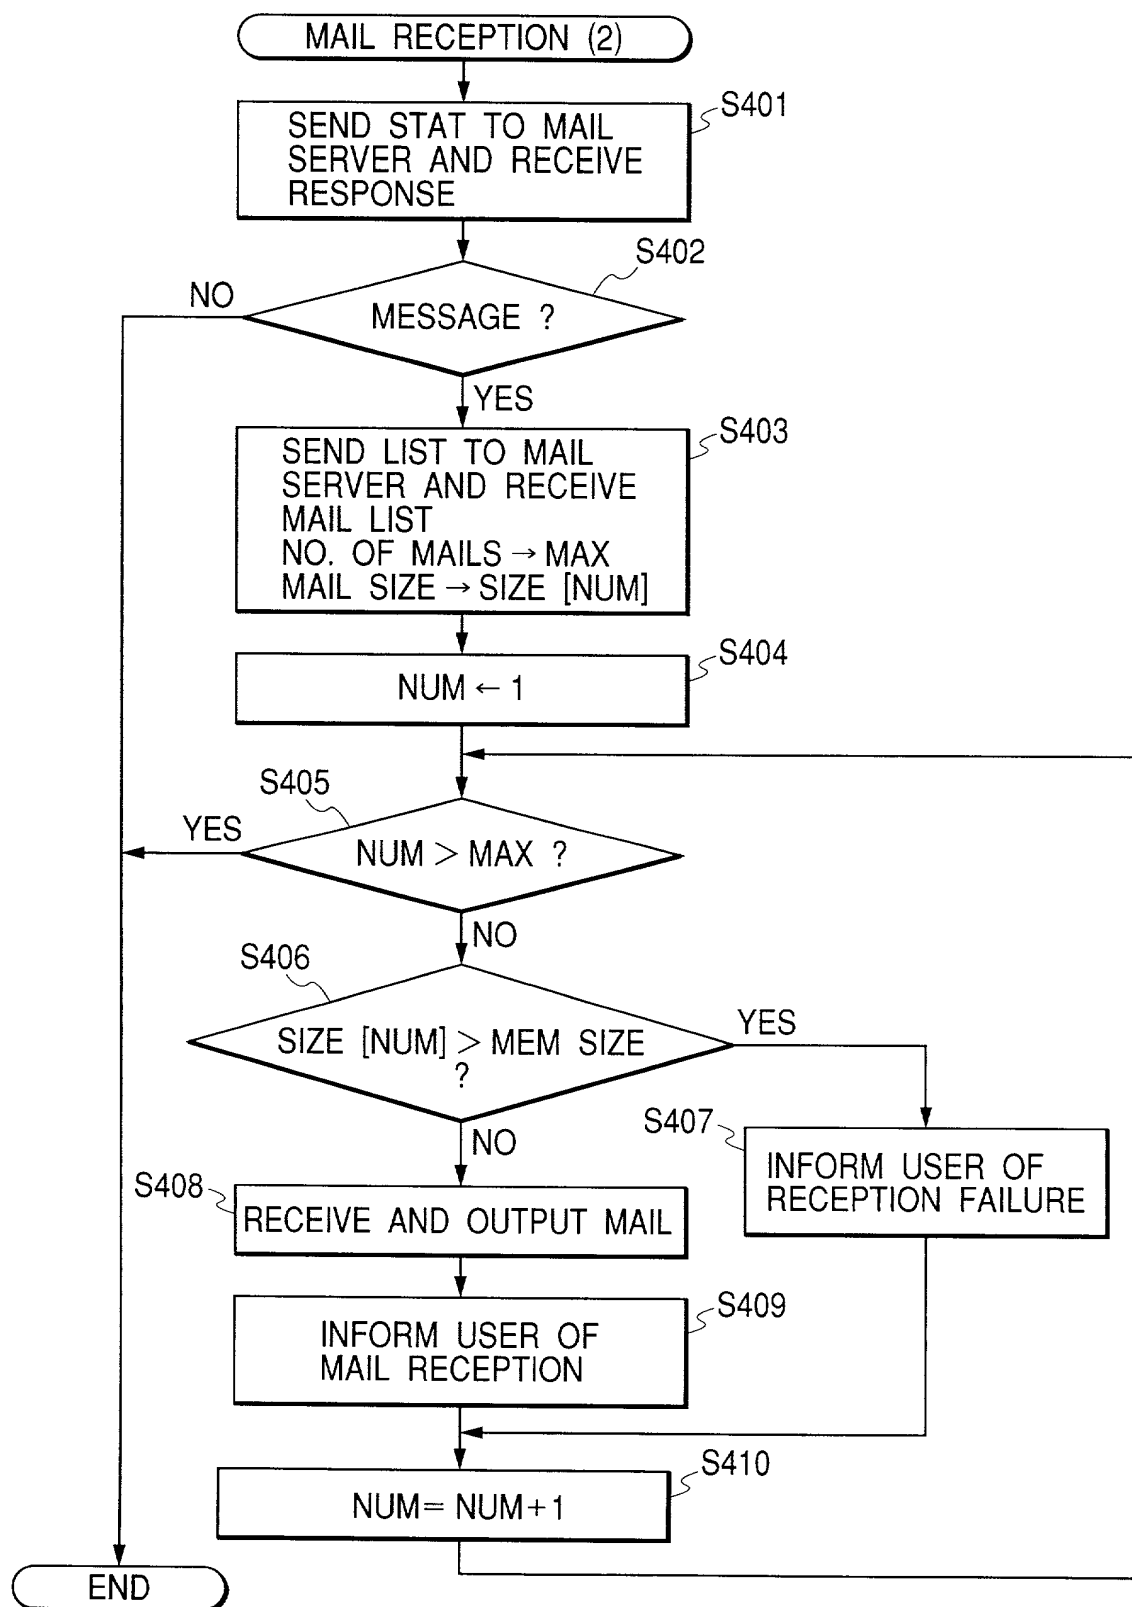 MAIL RECEPTION (2)
S401
SEND STAT TO MAIL
SERVER AND RECEIVE
RESPONSE
S402
NO
MESSAGE ?
YES
S403
SEND LIST TO MAIL
SERVER AND RECEIVE
MAIL LIST
NO. OF MAILS → MAX
MAIL SIZE → SIZE [NUM]
S404
NUM ← 1
S405
YES
NUM > MAX ?
NO
S406
YES
SIZE [NUM] > MEM SIZE
?
NO
S407
INFORM USER OF
RECEPTION FAILURE
S408
RECEIVE AND OUTPUT MAIL
S409
INFORM USER OF
MAIL RECEPTION
S410
NUM = NUM + 1
END